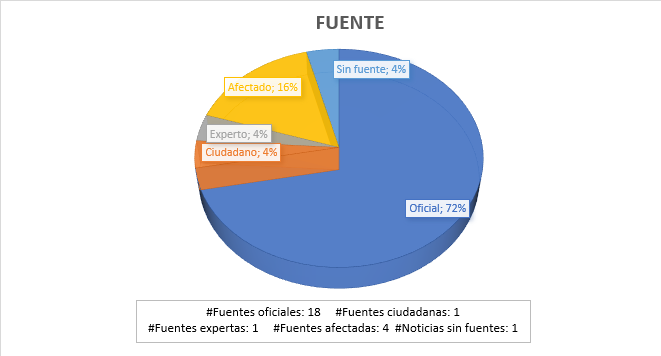 FUENTE
Sin fuente; 4%
Afectado; 16%
Experto; 4%
Ciudadano; 4%
Oficial; 72%
#Fuentes oficiales: 18 #Fuentes ciudadanas: 1
#Fuentes expertas: 1 #Fuentes afectadas: 4 #Noticias sin fuentes: 1